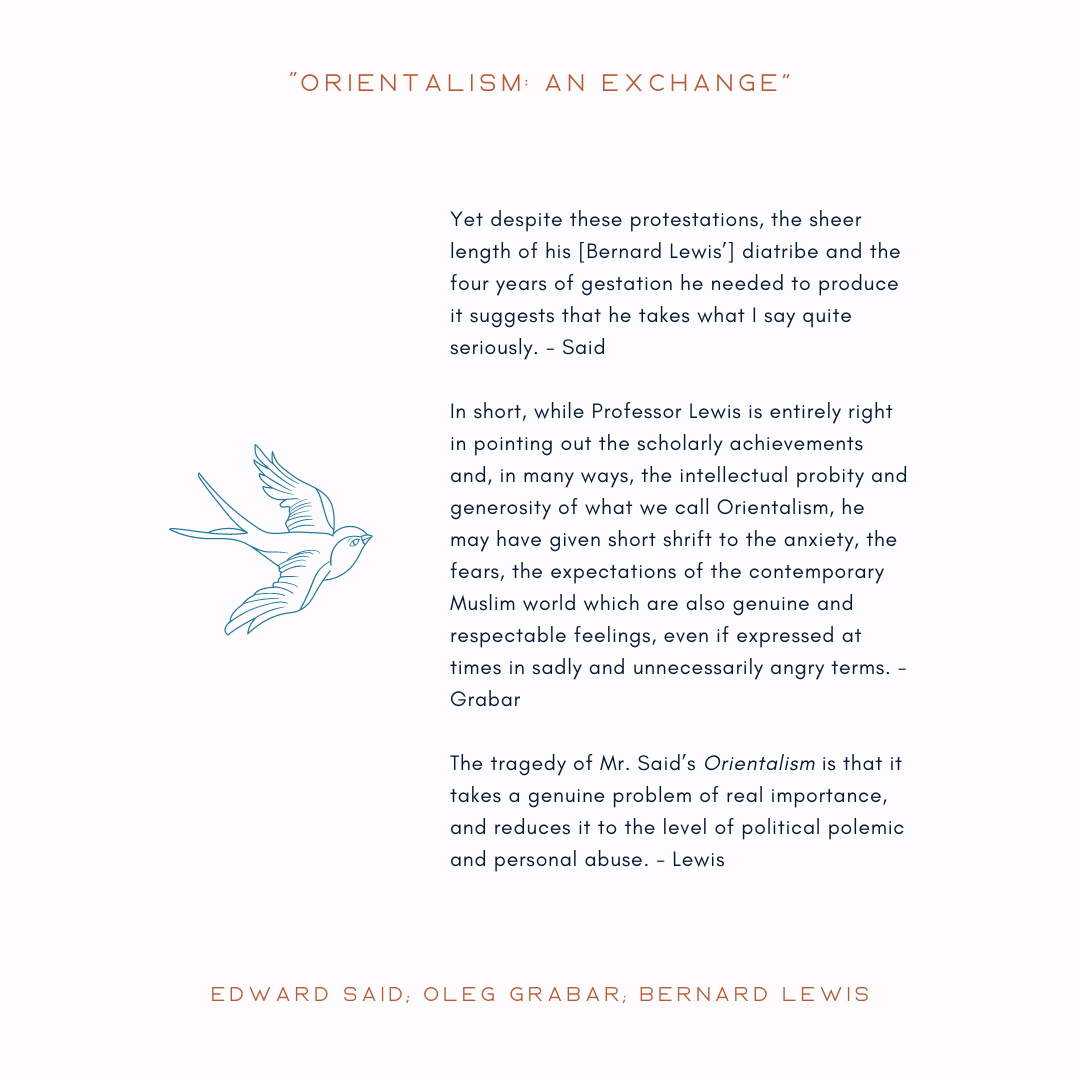 "ORIENTALISM: AN EXCHANGE"
Yet despite these protestations, the sheer
length of his [Bernard Lewis’] diatribe and the
four years of gestation he needed to produce
it suggests that he takes what I say quite
seriously. – Said
In short, while Professor Lewis is entirely right
in pointing out the scholarly achievements
and, in many ways, the intellectual probity and
generosity of what we call Orientalism, he
may have given short shrift to the anxiety, the
fears, the expectations of the contemporary
Muslim world which are also genuine and
respectable feelings, even if expressed at
times in sadly and unnecessarily angry terms. –
Grabar
The tragedy of Mr. Said’s Orientalism is that it
takes a genuine problem of real importance,
and reduces it to the level of political polemic
and personal abuse. – Lewis
EDWARD SAID; OLEG GRABAR; BERNARD LEWIS